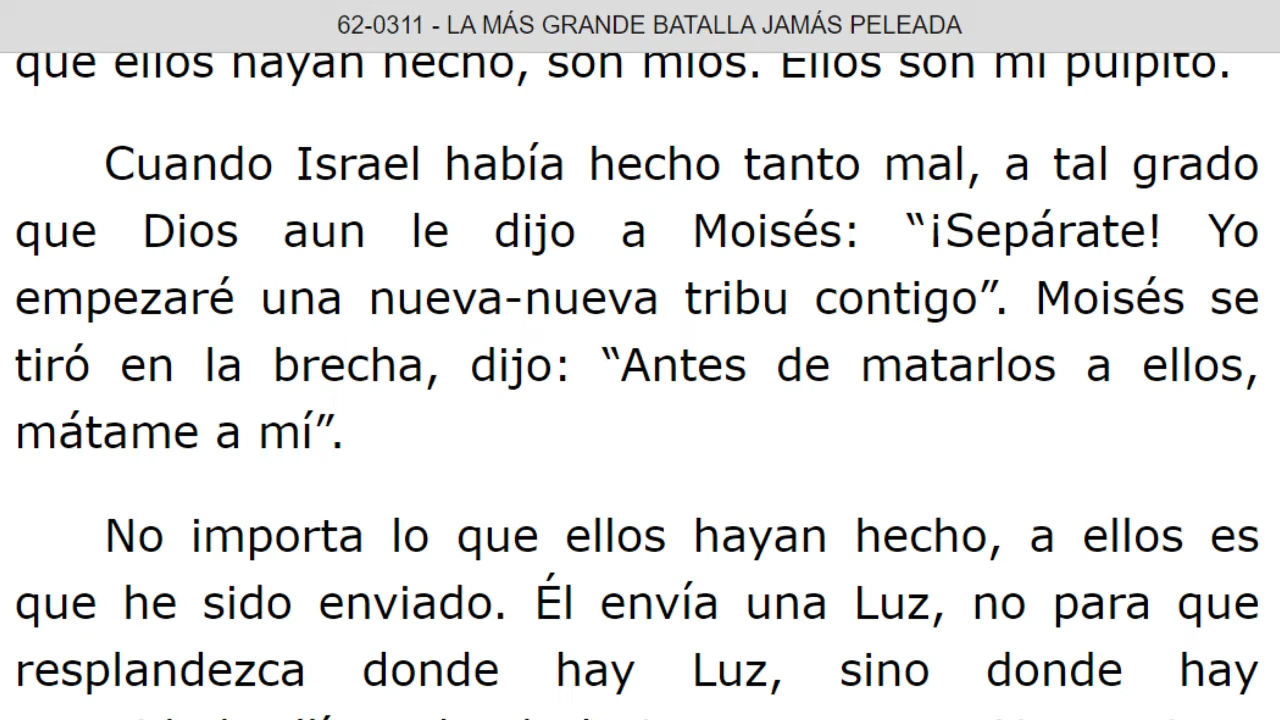 62-0311 - LA MÁS GRANDE BATALLA JAMÁS PELEADA
que ellos hayan hecho, son míos. Ellos son mi púlpito.
Cuando Israel había hecho tanto mal, a tal grado
que Dios aun le dijo a Moisés: “¡Sepárate! Yo
empezaré una nueva-nueva tribu contigo”. Moisés se
tiró en la brecha, dijo: “Antes de matarlos a ellos,
mátame a mí”.
No importa lo que ellos hayan hecho, a ellos es
que he sido enviado. Él envía una Luz, no para que
resplandezca donde hay Luz, sino donde hay